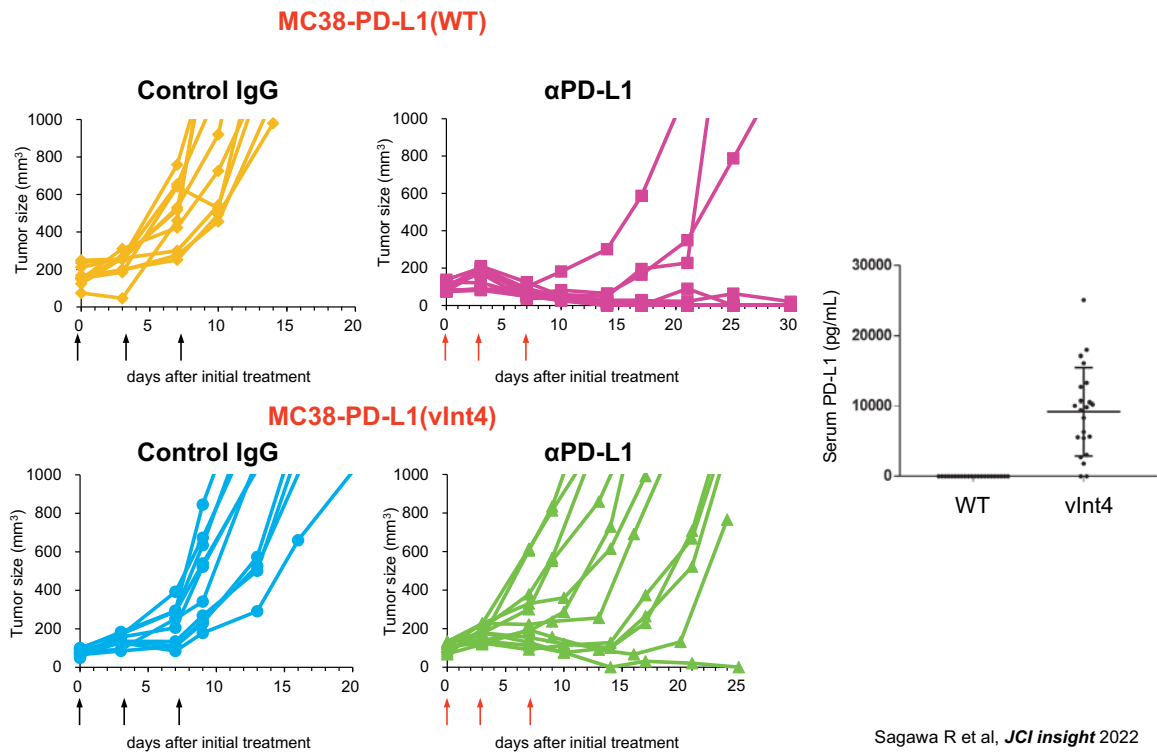 MC38-PD-L1(WT)
Control IgG
αPD-L1
Tumor size (mm³)
1000
800
600
400
200
0
0 5 10 15 20
days after initial treatment
Tumor size (mm³)
1000
800
600
400
200
0
0 5 10 15 20 25 30
days after initial treatment
MC38-PD-L1(vInt4)
Control IgG
αPD-L1
Tumor size (mm³)
1000
800
600
400
200
0
0 5 10 15 20
days after initial treatment
Tumor size (mm³)
1000
800
600
400
200
0
0 5 10 15 20 25
days after initial treatment
Serum PD-L1 (pg/mL)
30000
20000
10000
0
WT vInt4
Sagawa R et al, JCI insight 2022